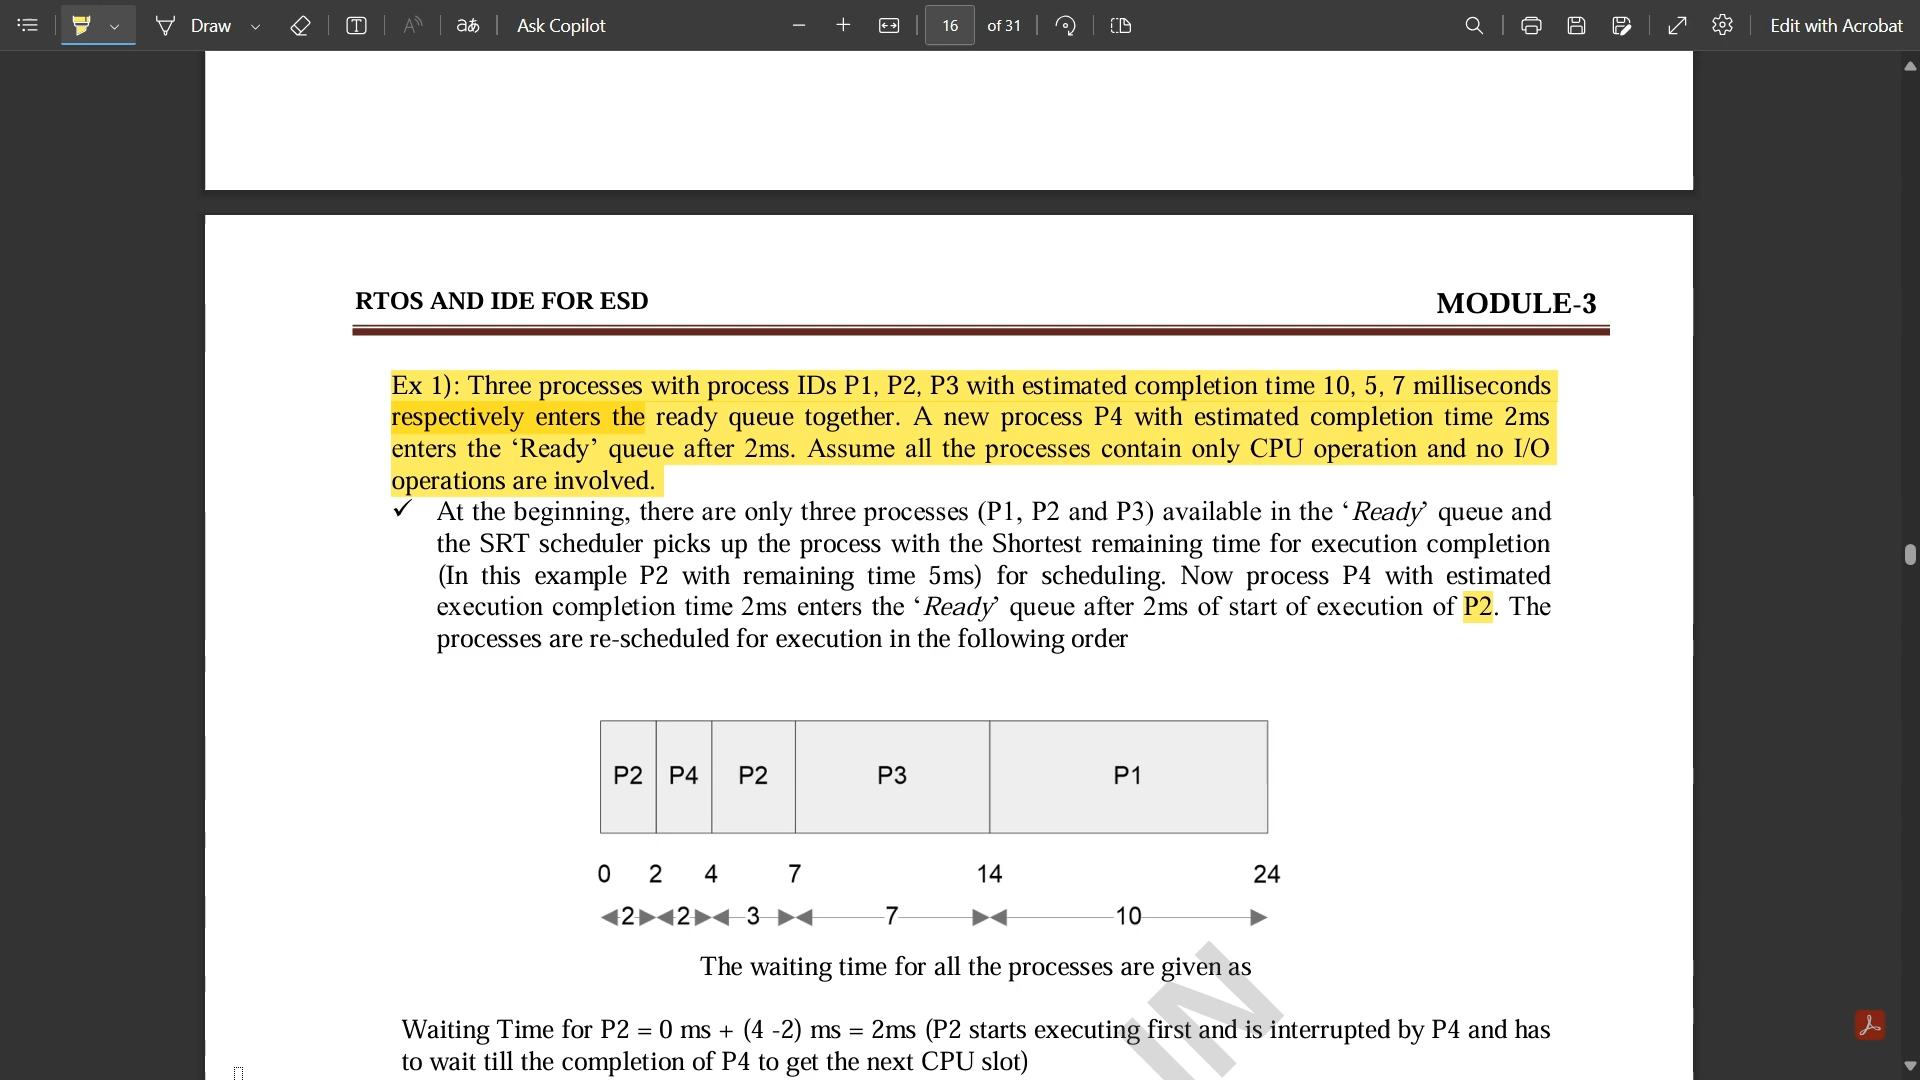 Draw
Ask Copilot
16 of 31
Edit with Acrobat
RTOS AND IDE FOR ESD
MODULE-3
Ex 1): Three processes with process IDs P1, P2, P3 with estimated completion time 10, 5, 7 milliseconds
respectively enters the ready queue together. A new process P4 with estimated completion time 2ms
enters the ‘Ready’ queue after 2ms. Assume all the processes contain only CPU operation and no I/O
operations are involved.
✓ At the beginning, there are only three processes (P1, P2 and P3) available in the ‘Ready’ queue and
the SRT scheduler picks up the process with the Shortest remaining time for execution completion
(In this example P2 with remaining time 5ms) for scheduling. Now process P4 with estimated
execution completion time 2ms enters the ‘Ready’ queue after 2ms of start of execution of P2. The
processes are re-scheduled for execution in the following order
P2 P4 P2 P3 P1
0 2 4 7 14 24
2 2 3 7 10
The waiting time for all the processes are given as
Waiting Time for P2 = 0 ms + (4 -2) ms = 2ms (P2 starts executing first and is interrupted by P4 and has
to wait till the completion of P4 to get the next CPU slot)
IN